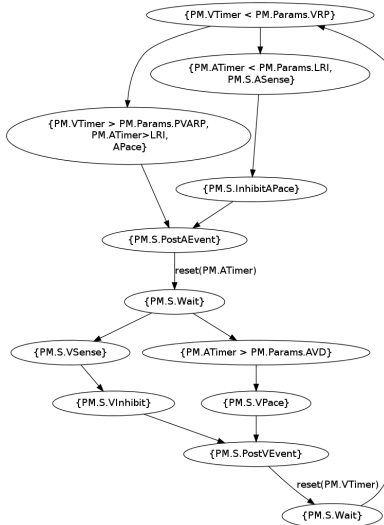 {PM.VTimer < PM.Params.VRP}
{PM.ATimer < PM.Params.LRI,
PM.S.ASense}
{PM.VTimer > PM.Params.PVARP,
PM.ATimer>LRI,
APace}
{PM.S.InhibitAPace}
{PM.S.PostAEvent}
reset(PM.ATimer)
{PM.S.Wait}
{PM.S.VSense}
{PM.ATimer > PM.Params.AVD}
{PM.S.VInhibit}
{PM.S.VPace}
{PM.S.PostVEvent}
reset(PM.VTimer)
{PM.S.Wait}